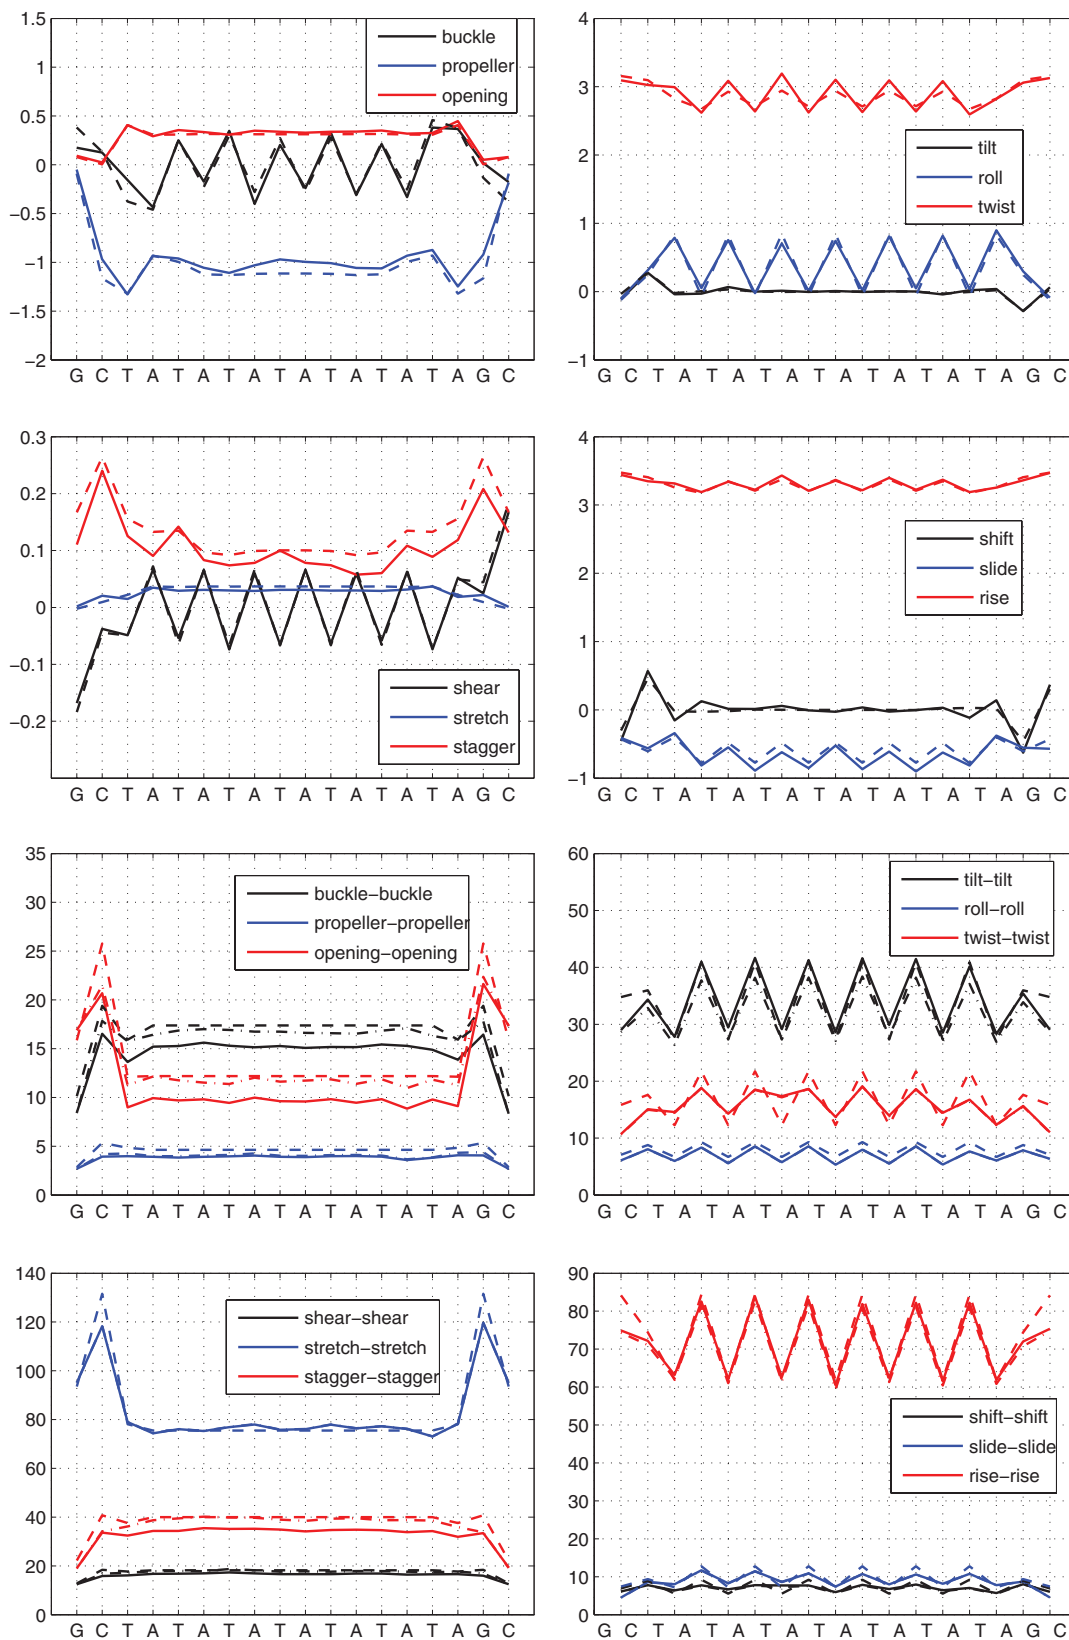 1.5
1
0.5
0
−0.5
−1
−1.5
−2
buckle
propeller
opening
G C T A T A T A T A T A T A T A G C
4
3
2
1
0
−1
tilt
roll
twist
G C T A T A T A T A T A T A T A G C
0.3
0.2
0.1
0
−0.1
−0.2
shear
stretch
stagger
G C T A T A T A T A T A T A T A G C
4
3
2
1
0
−1
shift
slide
rise
G C T A T A T A T A T A T A T A G C
35
30
25
20
15
10
5
0
buckle−buckle
propeller−propeller
opening−opening
G C T A T A T A T A T A T A T A G C
60
50
40
30
20
10
0
tilt−tilt
roll−roll
twist−twist
G C T A T A T A T A T A T A T A G C
140
120
100
80
60
40
20
0
shear−shear
stretch−stretch
stagger−stagger
G C T A T A T A T A T A T A T A G C
90
80
70
60
50
40
30
20
10
0
shift−shift
slide−slide
rise−rise
G C T A T A T A T A T A T A T A G C